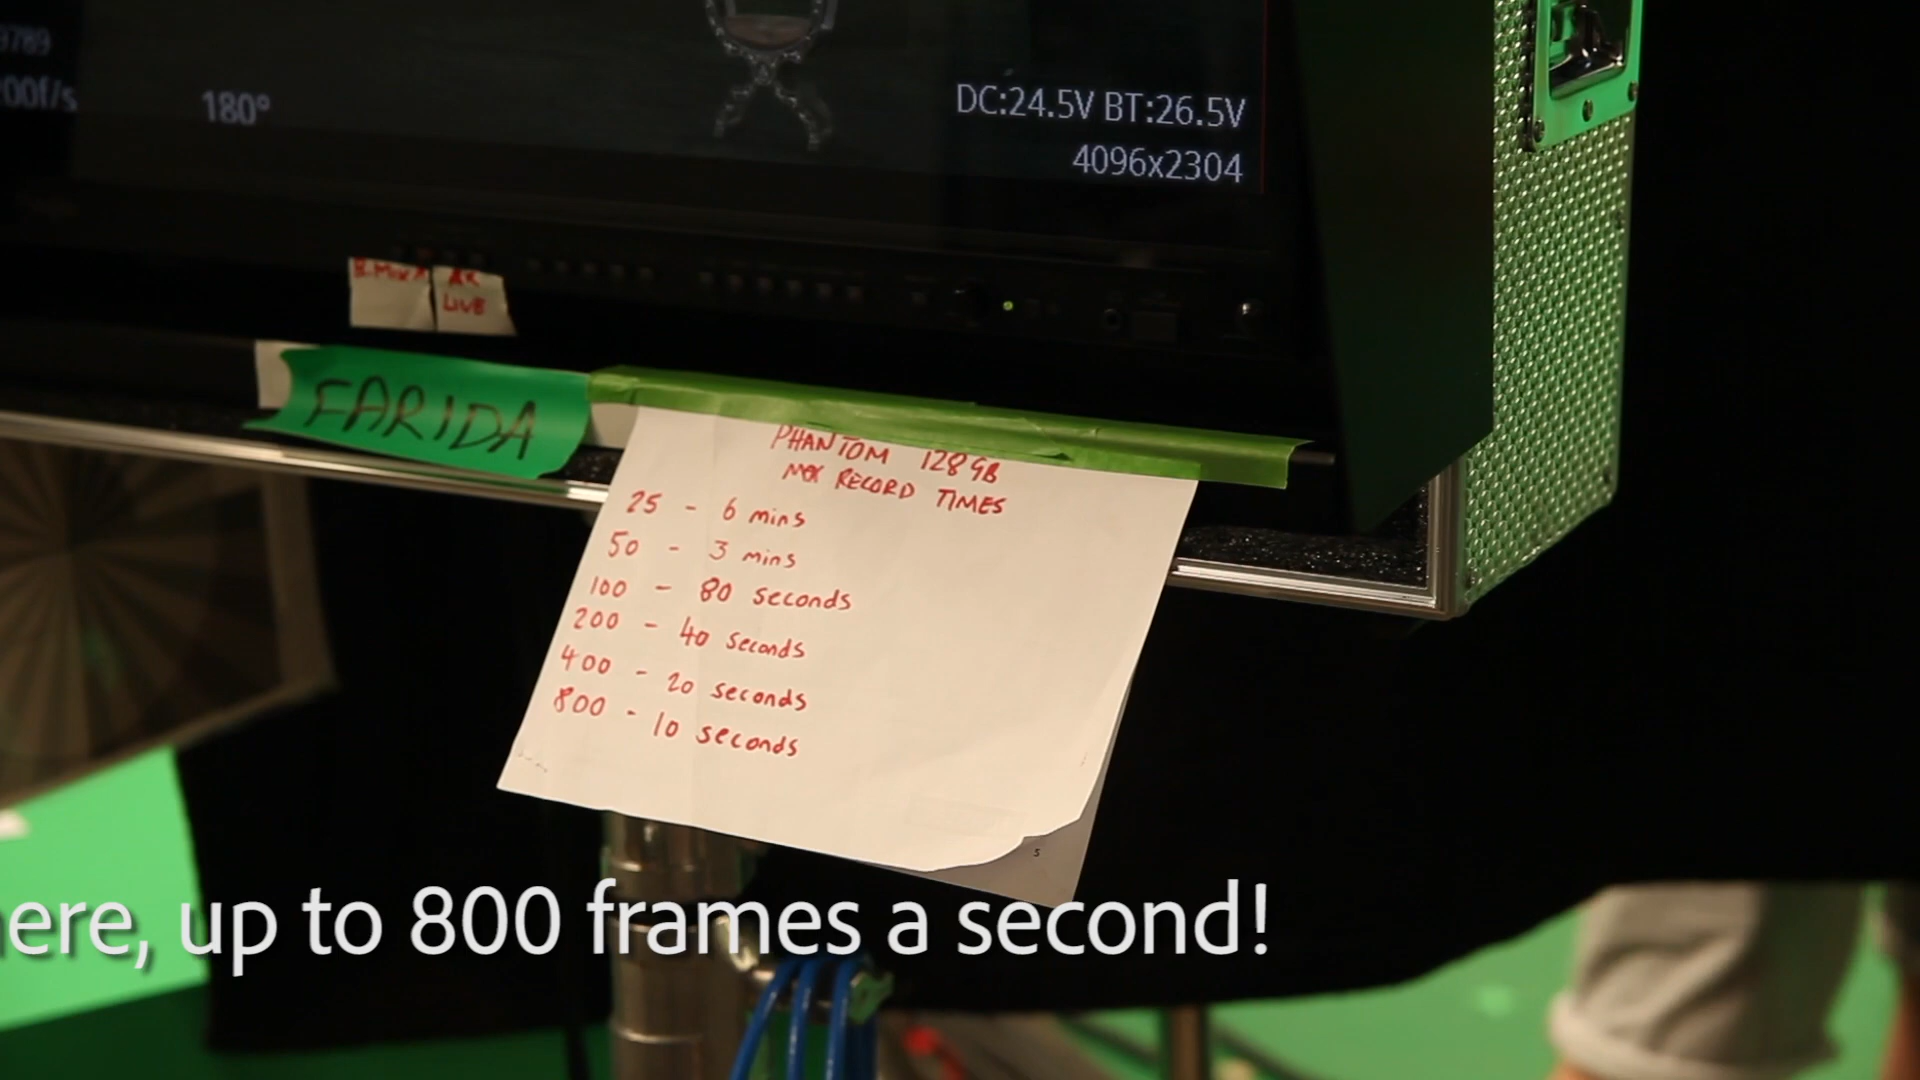 180°
DC:24.5V BT:26.5V
4096x2304
LIVE
FARIDA
PHANTOM 128GB
MAX RECORD TIMES
25 - 6 mins
50 - 3 mins
100 - 80 seconds
200 - 40 seconds
400 - 20 seconds
800 - 10 seconds
5
up to 800 frames a second!